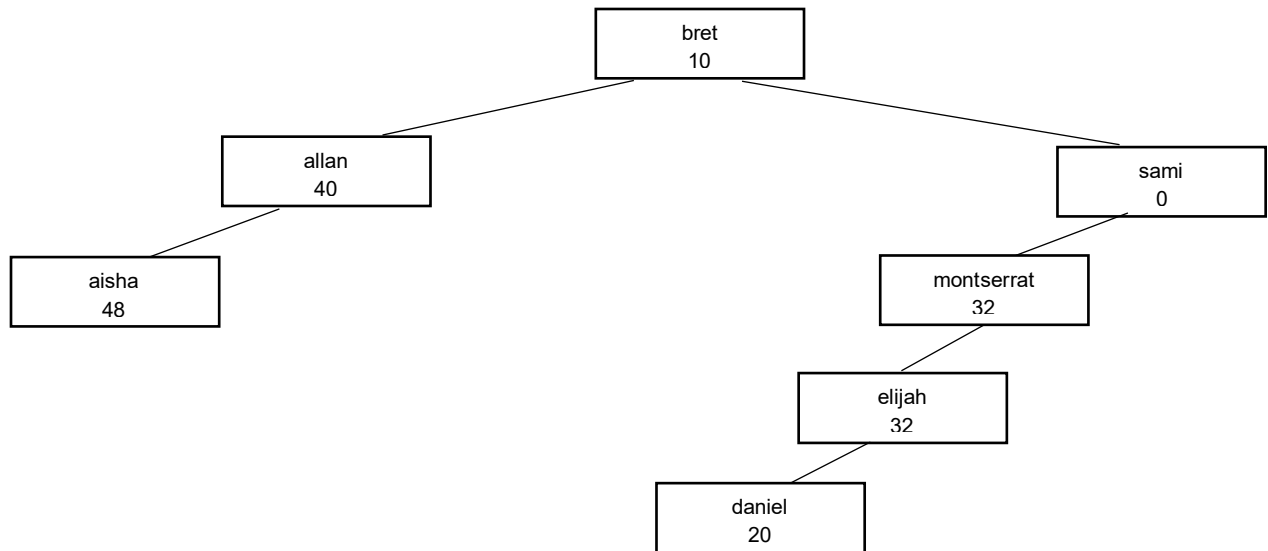 bret
10
allan
40
sami
0
aisha
48
montserrat
32
elijah
32
daniel
20